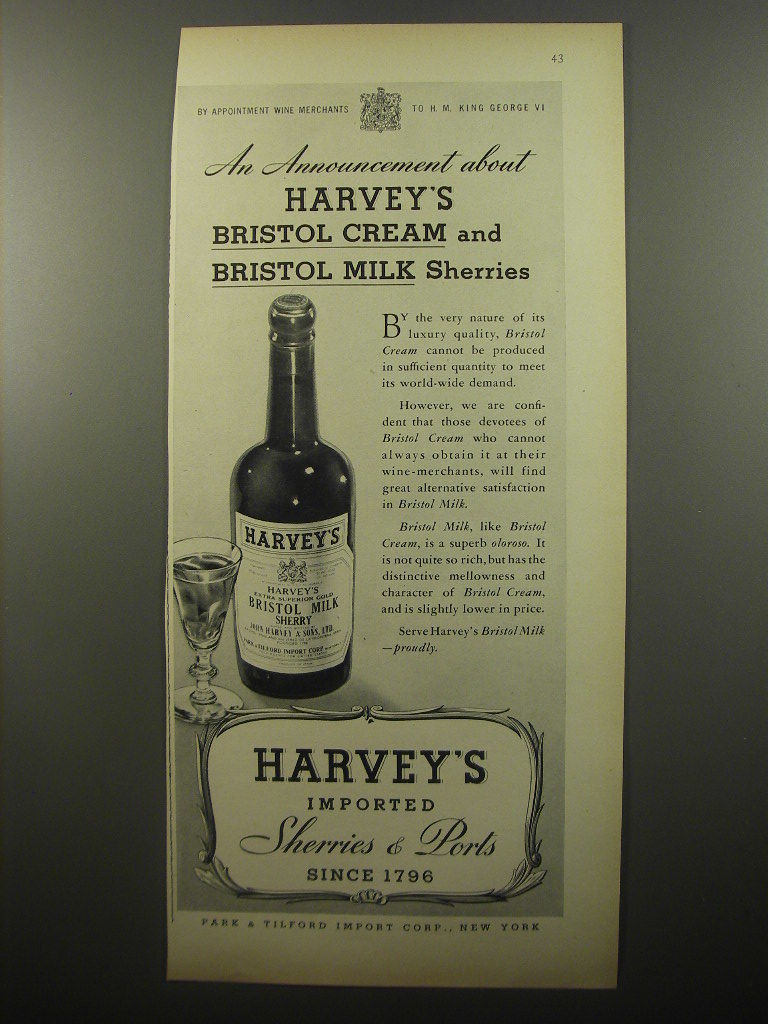 43
BY APPOINTMENT WINE MERCHANTS TO H. M. KING GEORGE VI
An Announcement about
HARVEY'S
BRISTOL CREAM and
BRISTOL MILK Sherries
BY the very nature of its
luxury quality, Bristol
Cream cannot be produced
in sufficient quantity to meet
its world-wide demand.
However, we are confi-
dent that those devotees of
Bristol Cream who cannot
always obtain it at their
wine-merchants, will find
great alternative satisfaction
in Bristol Milk.
Bristol Milk, like Bristol
Cream, is a superb oloroso. It
is not quite so rich, but has the
distinctive mellowness and
character of Bristol Cream,
and is slightly lower in price.
Serve Harvey's Bristol Milk
—proudly.
HARVEY'S
HARVEY'S
EXTRA SUPERIOR GOLD
BRISTOL MILK
SHERRY
JOHN HARVEY & SONS, LTD.
PARK & TILFORD IMPORT CORP.
HARVEY'S
IMPORTED
Sherries & Ports
SINCE 1796
PARK & TILFORD IMPORT CORP., NEW YORK